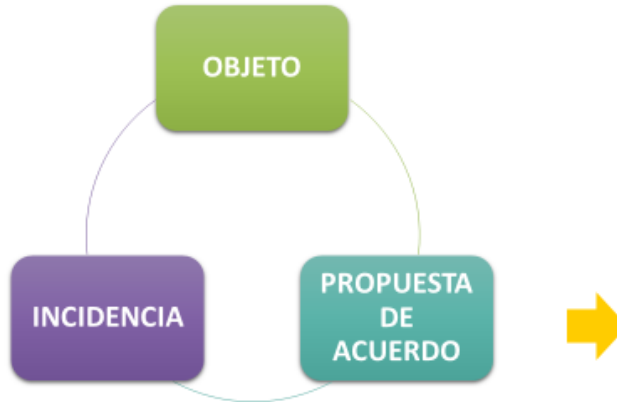 OBJETO
INCIDENCIA
PROPUESTA
DE
ACUERDO